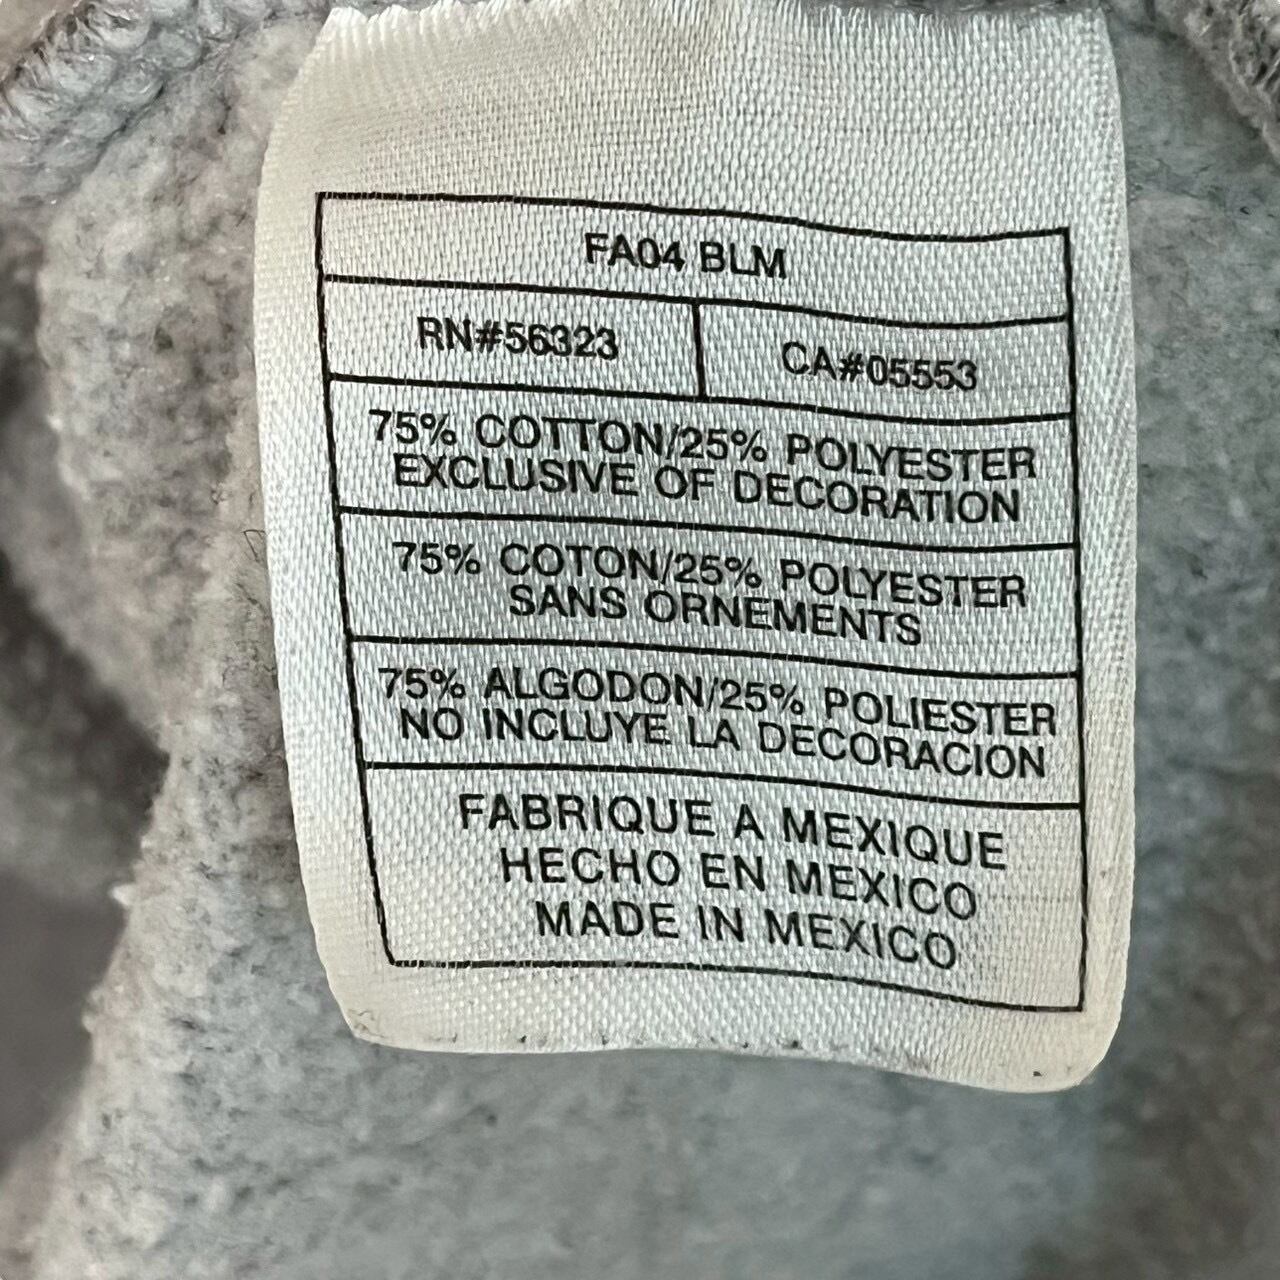 FA04 BLM
RN#56323
CA#05553
75% COTTON/25% POLYESTER
EXCLUSIVE OF DECORATION
75% COTON/25% POLYESTER
SANS ORNEMENTS
75% ALGODON/25% POLIESTER
NO INCLUYE LA DECORACION
FABRIQUE A MEXIQUE
HECHO EN MEXICO
MADE IN MEXICO